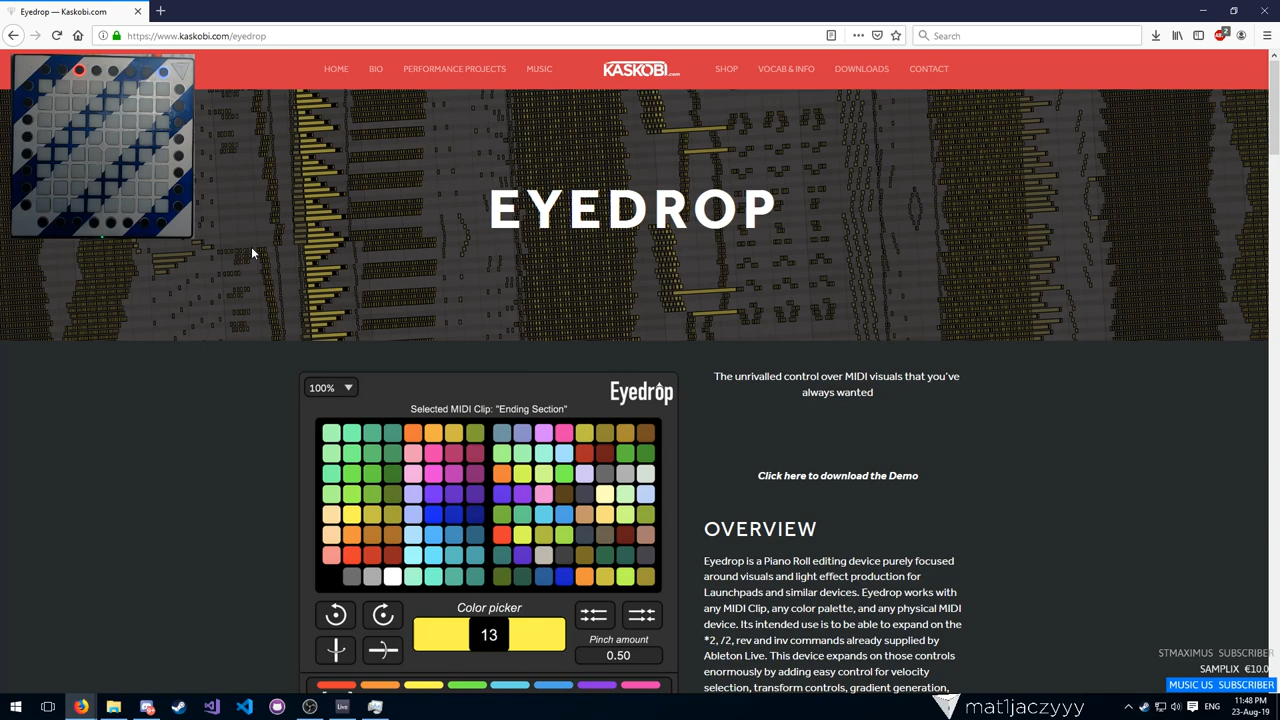 Eyedrop — Kaskobi.com
https://www.kaskobi.com/eyedrop
Search
2
HOME BIO PERFORMANCE PROJECTS MUSIC KASKOBI.com SHOP VOCAB & INFO DOWNLOADS CONTACT
EYEDROP
100%
Eyedrop
Selected MIDI Clip: "Ending Section"
Color picker
13
Pinch amount
0.50
The unrivalled control over MIDI visuals that you've
always wanted
Click here to download the Demo
OVERVIEW
Eyedrop is a Piano Roll editing device purely focused
around visuals and light effect production for
Launchpads and similar devices. Eyedrop works with
any MIDI Clip, any color palette, and any physical MIDI
device. Its intended use is to be able to expand on the
*2, /2, rev and inv commands already supplied by
Ableton Live. This device expands on those controls
enormously by adding easy control for velocity
selection, transform controls, gradient generation,
STMAXIMUS SUBSCRIBER
SAMPLIX €10.0
MUSIC US SUBSCRIBER
mat1jaczyyy
Live
ENG
11:48 PM
23-Aug-19